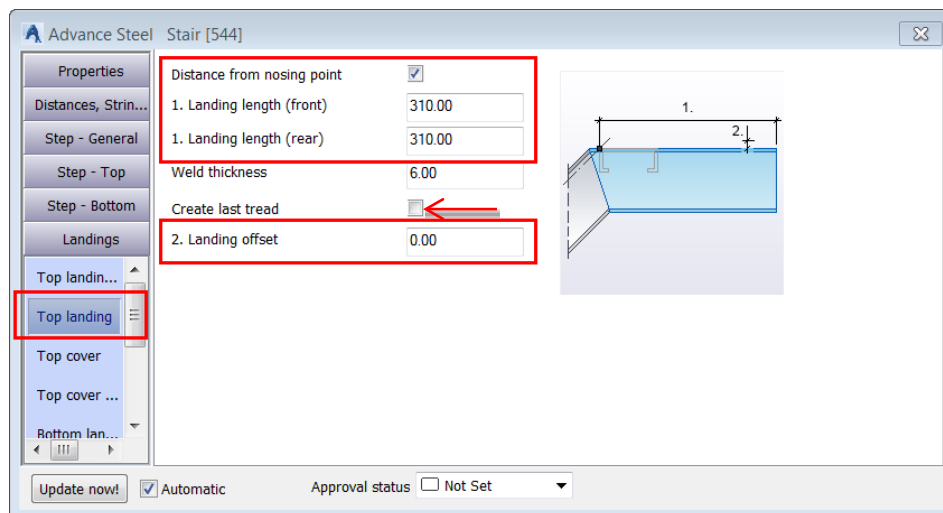 Advance Steel Stair [544]
Properties
Distances, Strin...
Step - General
Step - Top
Step - Bottom
Landings
Top landin...
Top landing
Top cover
Top cover ...
Bottom lan...
Distance from nosing point
1. Landing length (front) 310.00
1. Landing length (rear) 310.00
Weld thickness 6.00
Create last tread
2. Landing offset 0.00
1.
2.
Update now! Automatic Approval status Not Set